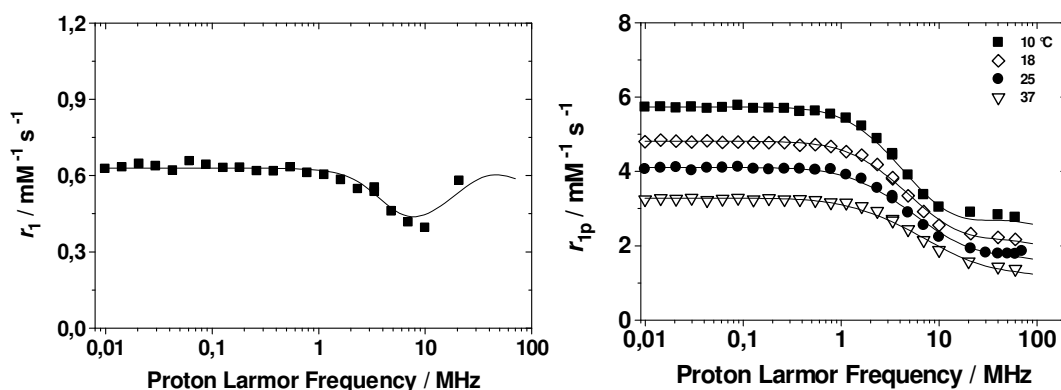 1,2
0,9
0,6
0,3
0,0
r1 / mM-1 s-1
0,01 0,1 1 10 100
Proton Larmor Frequency / MHz
8
6
4
2
0
r1p / mM-1 s-1
10 °C
18
25
37
0,01 0,1 1 10 100
Proton Larmor Frequency / MHz